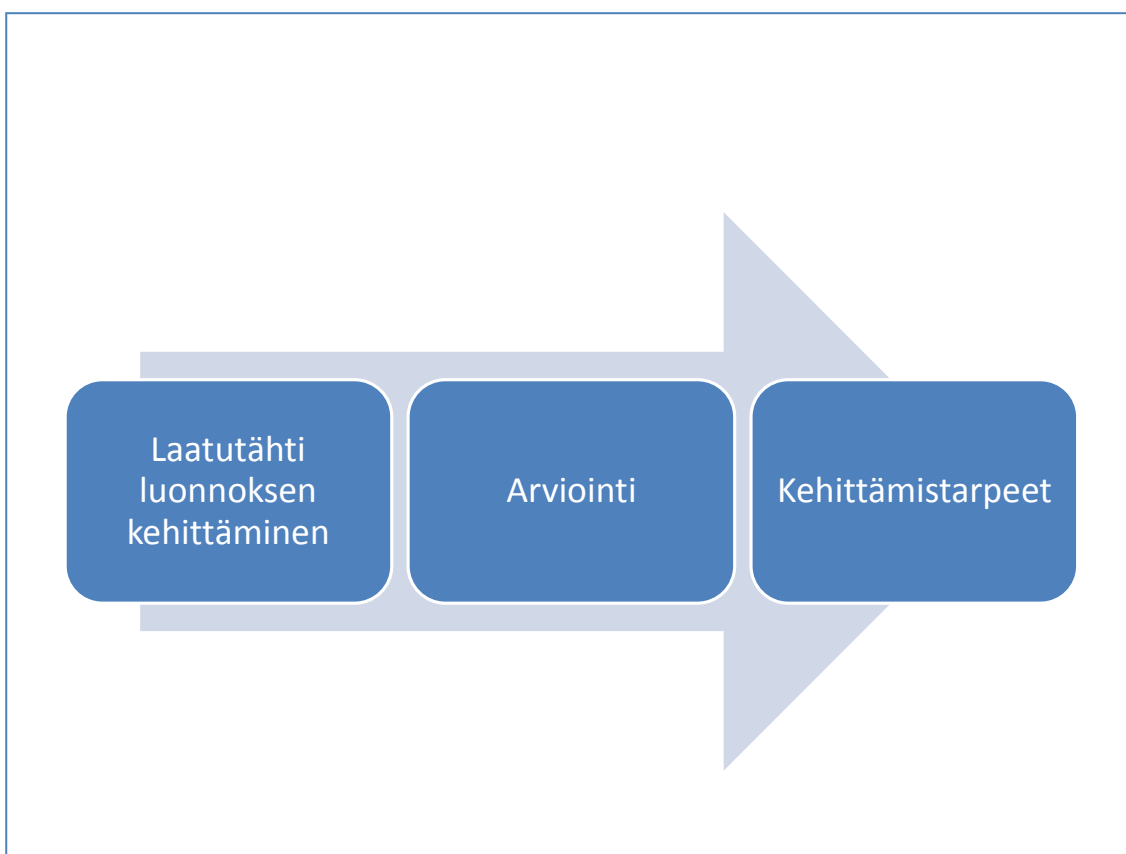 Laatutähti
luonnoksen
kehittäminen
Arviointi
Kehittämistarpeet